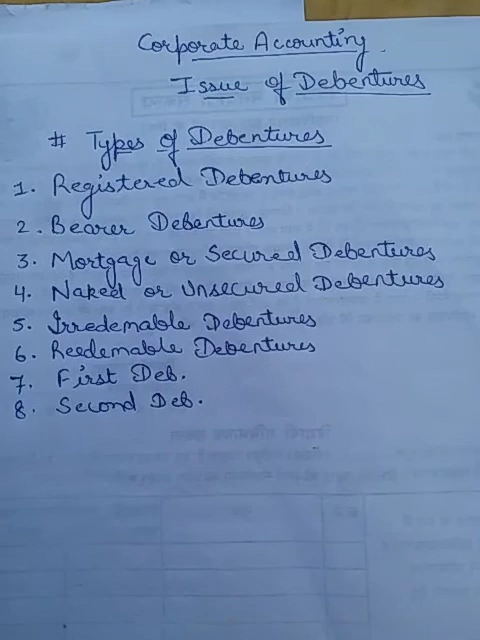 Corporate Accounting.
Issue of Debentures
# Types of Debentures
1. Registered Debentures
2. Bearer Debentures
3. Mortgage or Secured Debentures
4. Naked or Unsecured Debentures
5. Irredemable Debentures
6. Reedemable Debentures
7. First Deb.
8. Second Deb.